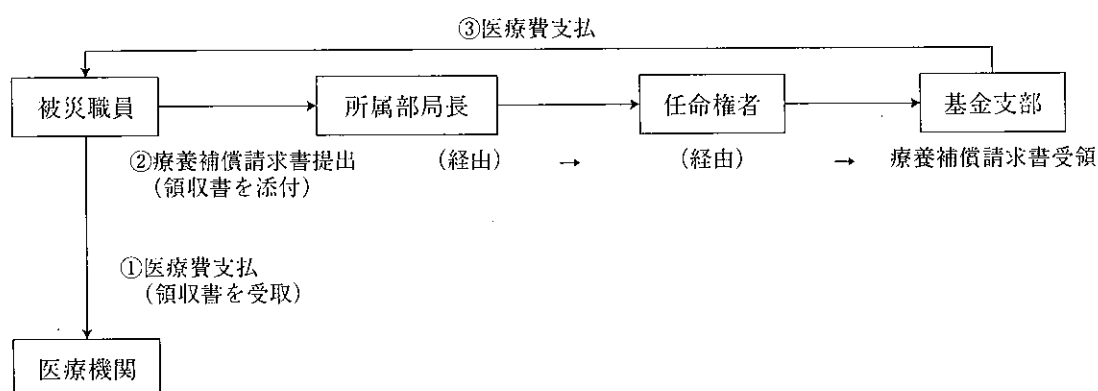 ③医療費支払
被災職員
所属部局長
任命権者
基金支部
②療養補償請求書提出
(領収書を添付)
(経由)
→
(経由)
→
療養補償請求書受領
①医療費支払
(領収書を受取)
医療機関